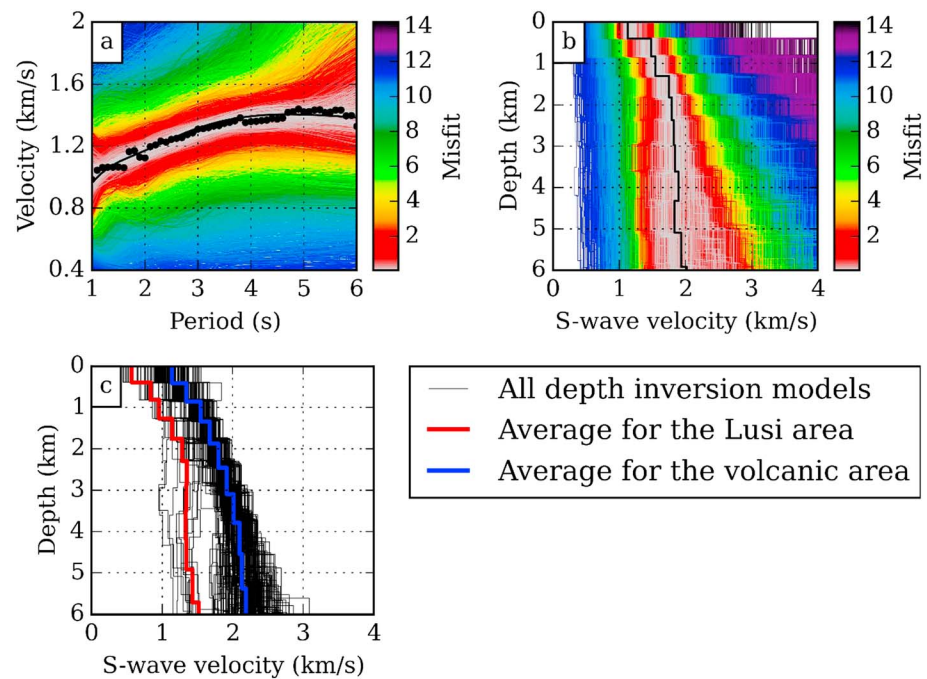 a
2
1.6
1.2
0.8
0.4
Velocity (km/s)
1 2 3 4 5 6
Period (s)
14
12
10
8
6
4
2
Misfit
b
0
1
2
3
4
5
6
Depth (km)
0 1 2 3 4
S-wave velocity (km/s)
14
12
10
8
6
4
2
Misfit
c
0
1
2
3
4
5
6
Depth (km)
0 1 2 3 4
S-wave velocity (km/s)
All depth inversion models
Average for the Lusi area
Average for the volcanic area